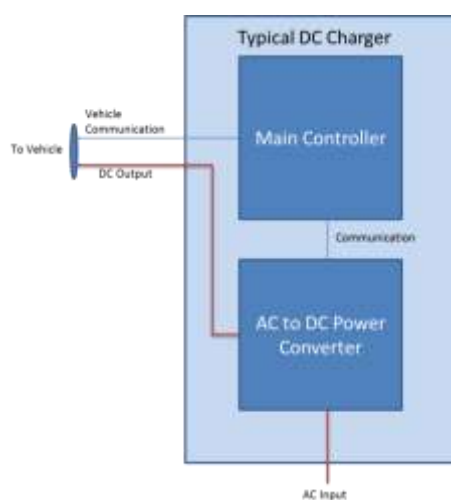 Typical DC Charger
Vehicle
Communication
Main Controller
To Vehicle
DC Output
Communication
AC to DC Power
Converter
AC Input